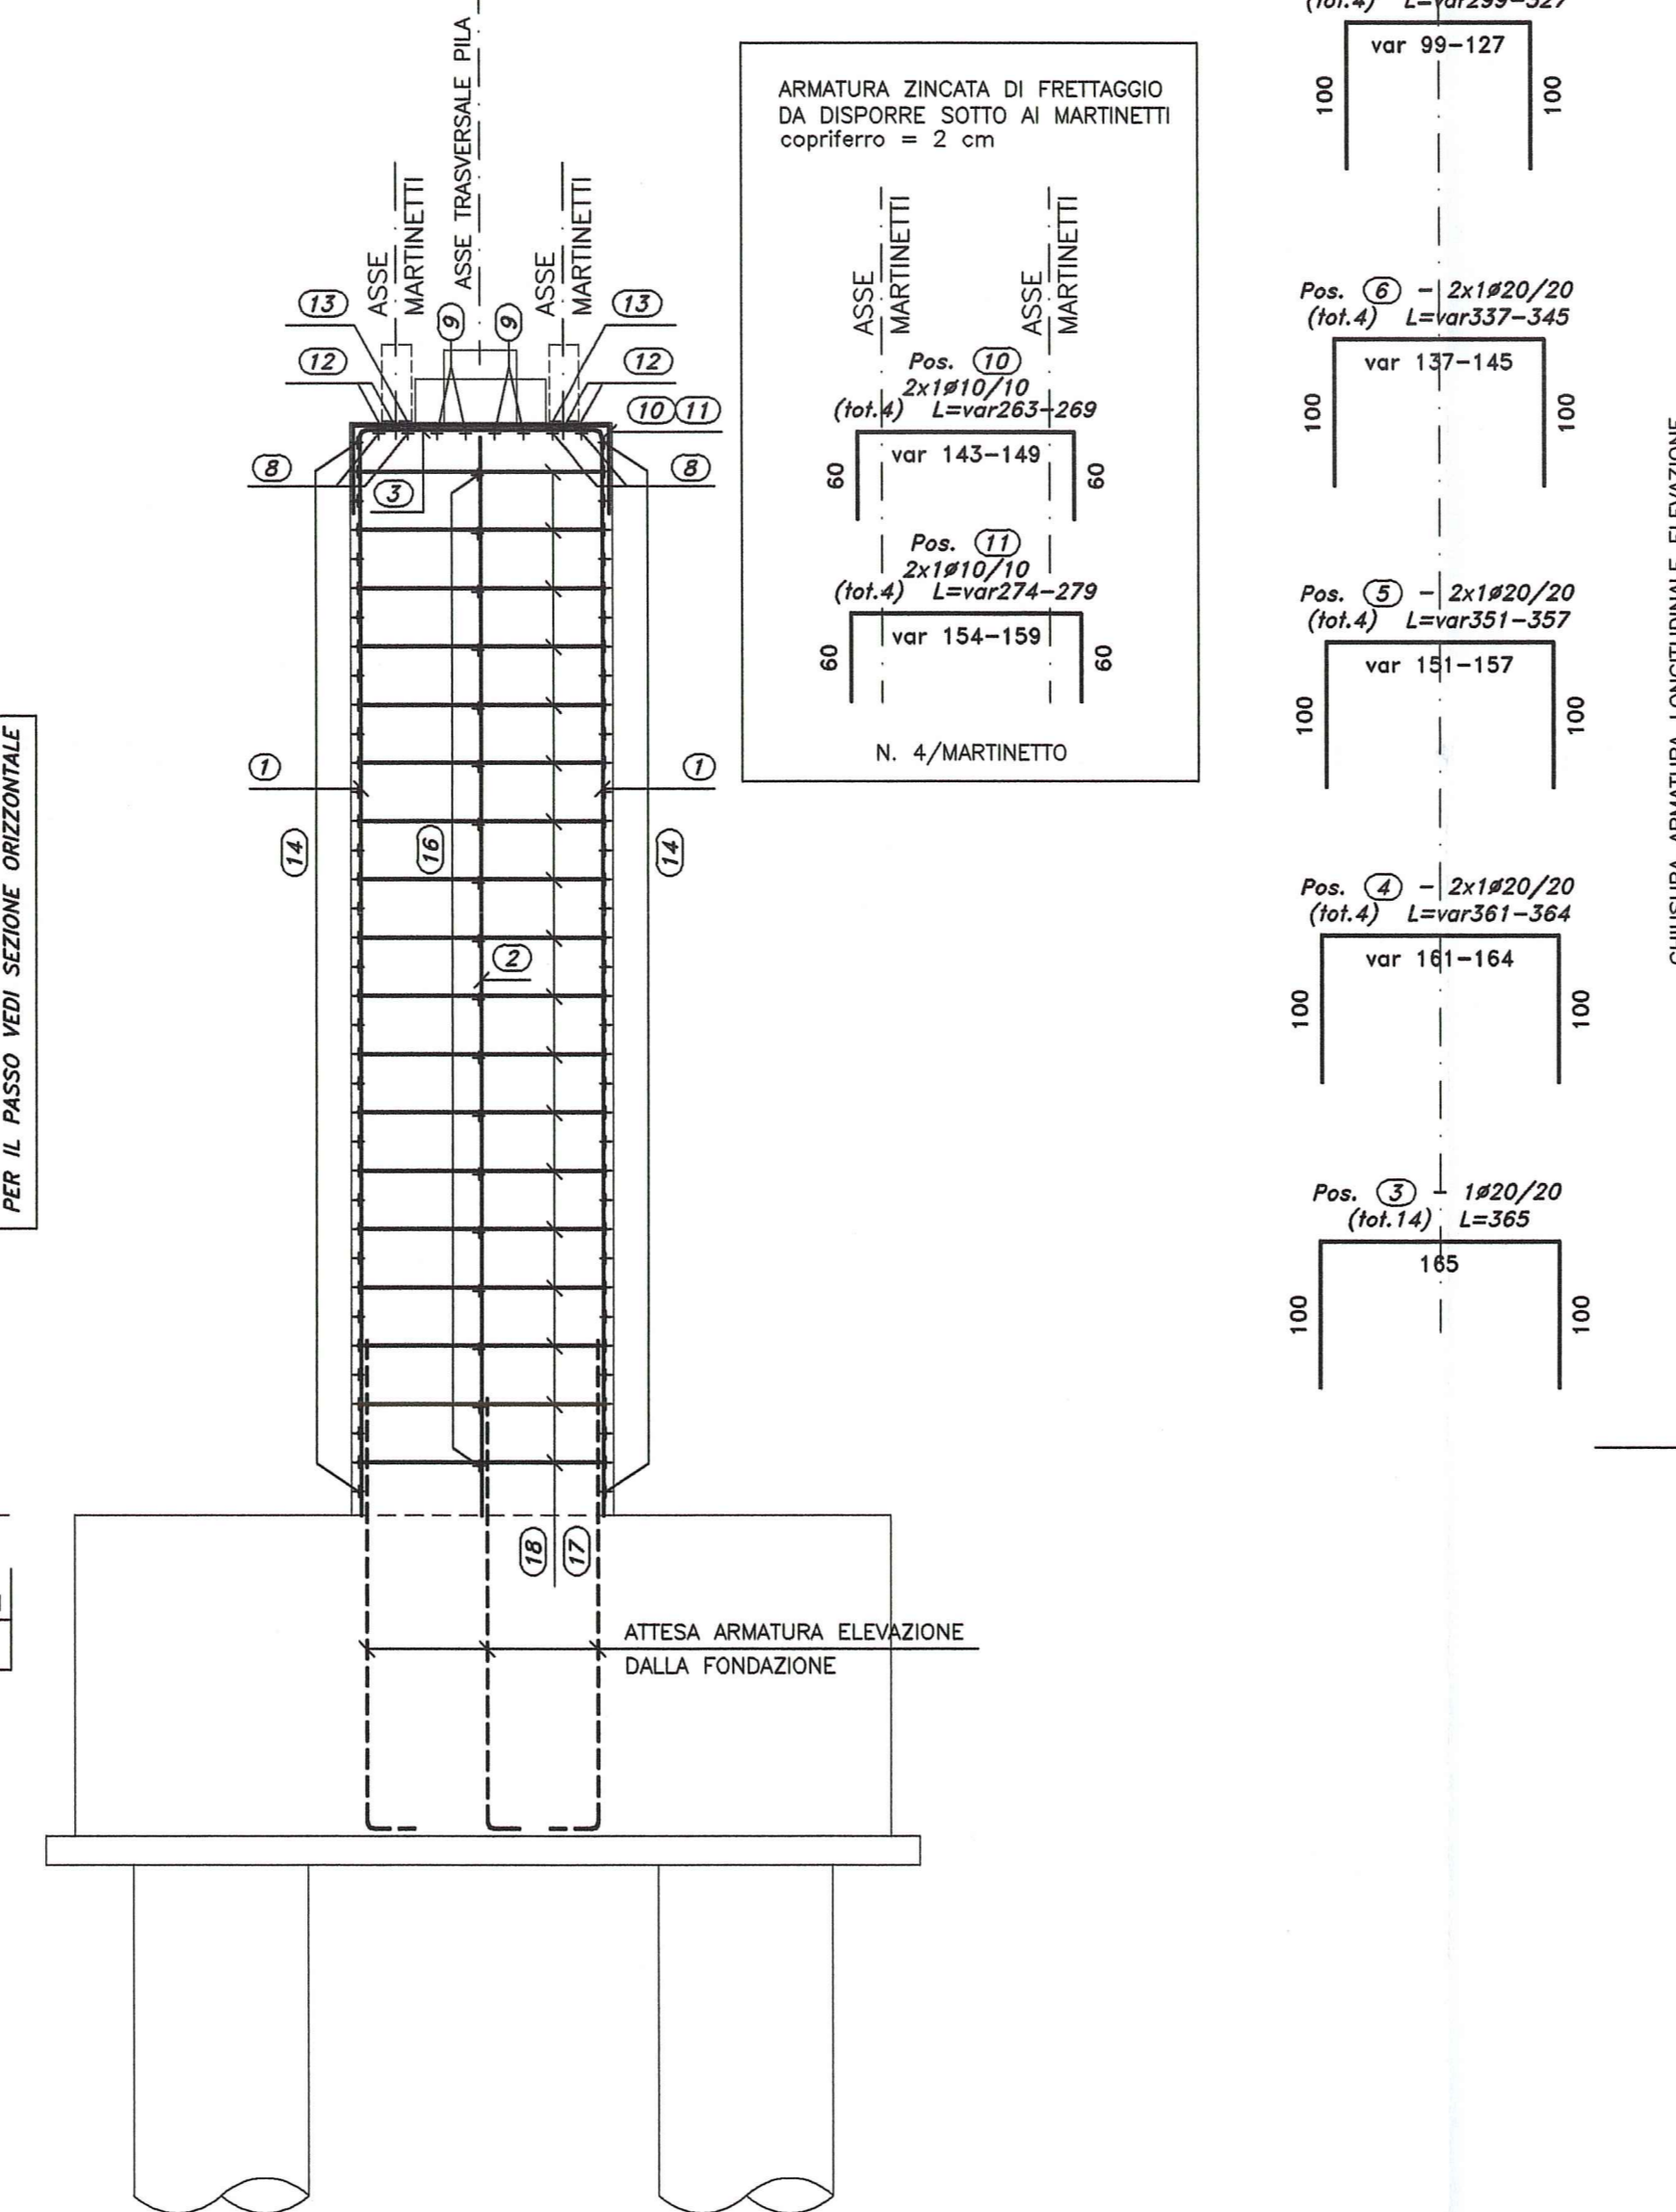 PER IL PASSO VEDI SEZIONE ORIZZONTALE
ASSE TRASVERSALE PILA
ASSE
MARTINETTI
ASSE
MARTINETTI
13
13
9
9
12
12
10 11
8
8
3
1
1
14
16
14
2
18
17
ATTESA ARMATURA ELEVAZIONE
DALLA FONDAZIONE
ARMATURA ZINCATA DI FRETTAGGIO
DA DISPORRE SOTTO AI MARTINETTI
copriferro = 2 cm
ASSE
MARTINETTI
ASSE
MARTINETTI
Pos. 10
2x1ø10/10
(tot.4) L=var263-269
var 143-149
60
60
Pos. 11
2x1ø10/10
(tot.4) L=var274-279
var 154-159
60
60
N. 4/MARTINETTO
(tot.4) L=var299-327
var 99-127
100
100
Pos. 6 - 2x1ø20/20
(tot.4) L=var337-345
var 137-145
100
100
Pos. 5 - 2x1ø20/20
(tot.4) L=var351-357
var 151-157
100
100
Pos. 4 - 2x1ø20/20
(tot.4) L=var361-364
var 161-164
100
100
Pos. 3 - 1ø20/20
(tot.14) L=365
165
100
100
ARMATURA LONGITUDINALE ELEVAZIONE